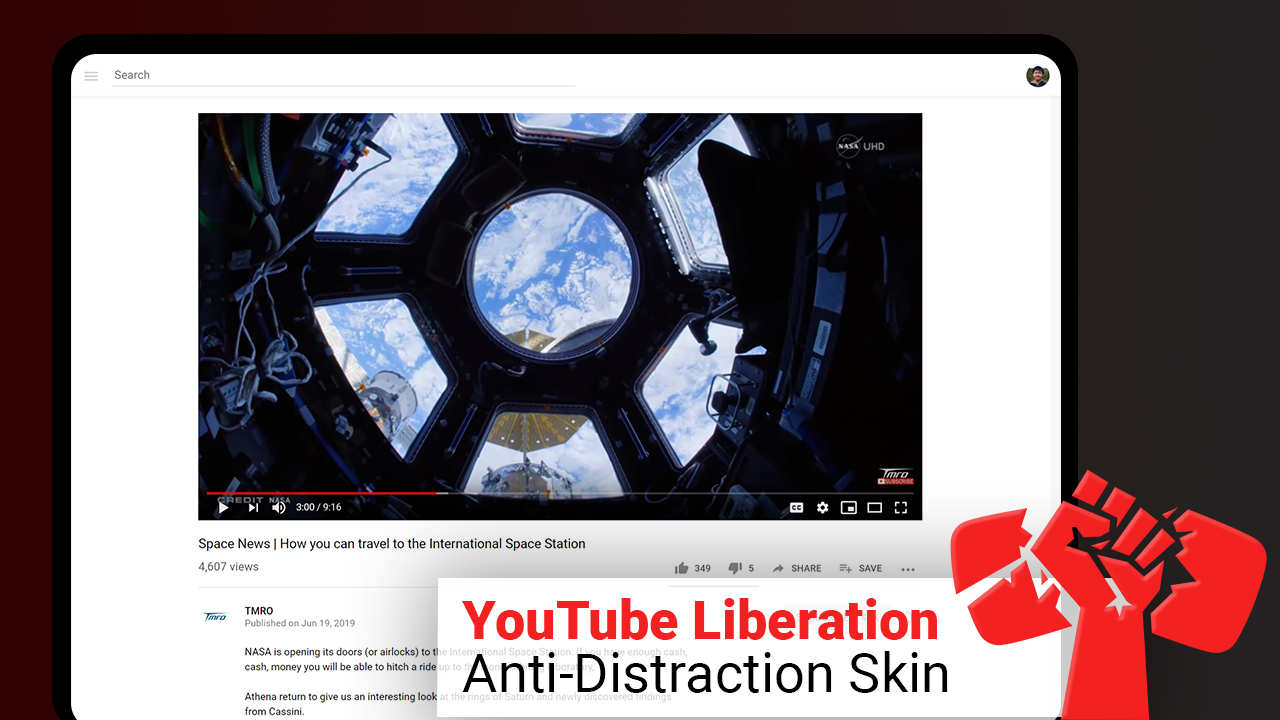 Search
NASA UHD
TMRO
SUBSCRIBE
CREDIT NASA
3:00 / 9:16
CC
Space News | How you can travel to the International Space Station
4,607 views
349 5 SHARE SAVE
TMRO
TMRO
Published on Jun 19, 2019
NASA is opening its doors (or airlocks) to the International Space Station. If you have enough cash,
cash, money you will be able to hitch a ride up to the
Athena return to give us an interesting look at the rings of Saturn and newly discovered findings
from Cassini.
YouTube Liberation
Anti-Distraction Skin